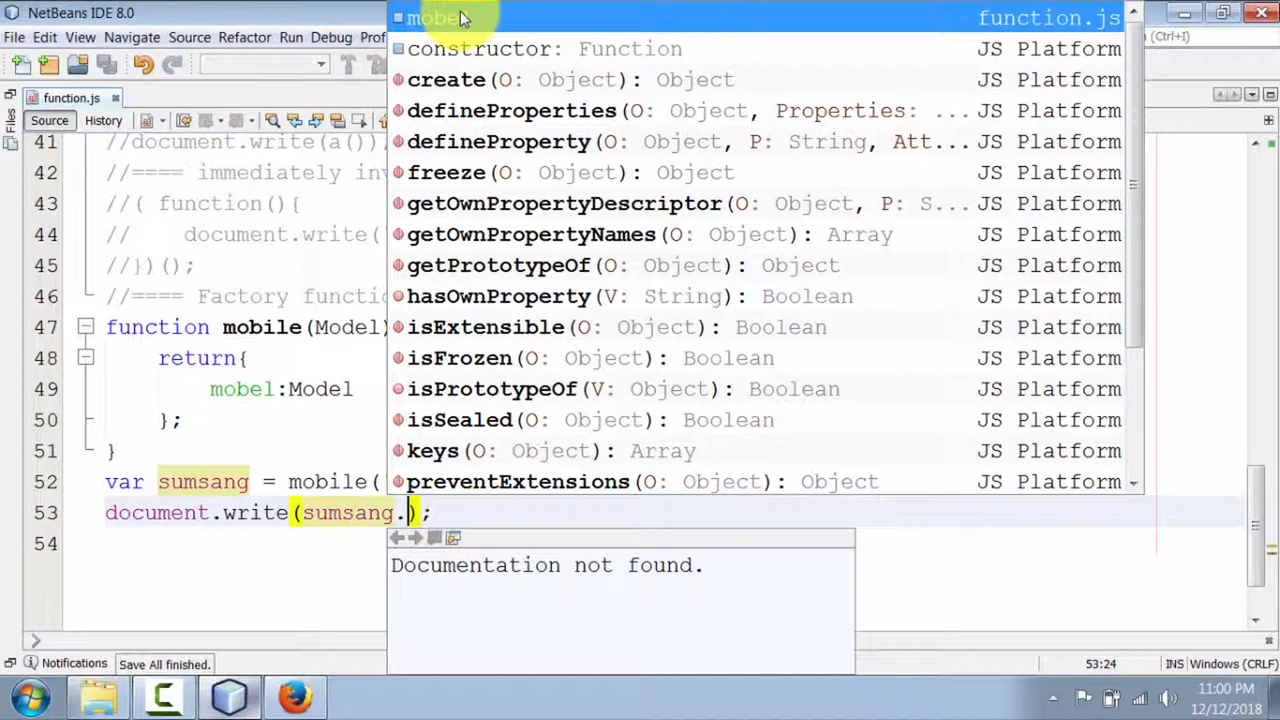 NetBeans IDE 8.0
File Edit View Navigate Source Refactor Run Debug Prof
(Ctrl+I)
function.js
Source History
Files
41 //document.write(a());
42 //==== immediately inv
43 //( function(){
44 // document.write('
45 //})();
46 //==== Factory function
47 function mobile(Model)
48 return{
49 mobel:Model
50 };
51 }
52 var sumsang = mobile('
53 document.write(sumsang.);
54
mobel function.js
constructor: Function JS Platform
create(O: Object): Object JS Platform
defineProperties(O: Object, Properties: ... JS Platform
defineProperty(O: Object, P: String, Att... JS Platform
freeze(O: Object): Object JS Platform
getOwnPropertyDescriptor(O: Object, P: S... JS Platform
getOwnPropertyNames(O: Object): Array JS Platform
getPrototypeOf(O: Object): Object JS Platform
hasOwnProperty(V: String): Boolean JS Platform
isExtensible(O: Object): Boolean JS Platform
isFrozen(O: Object): Boolean JS Platform
isPrototypeOf(V: Object): Boolean JS Platform
isSealed(O: Object): Boolean JS Platform
keys(O: Object): Array JS Platform
preventExtensions(O: Object): Object JS Platform
Documentation not found.
Notifications Save All finished. 53:24 INS Windows (CRLF)
11:00 PM
12/12/2018